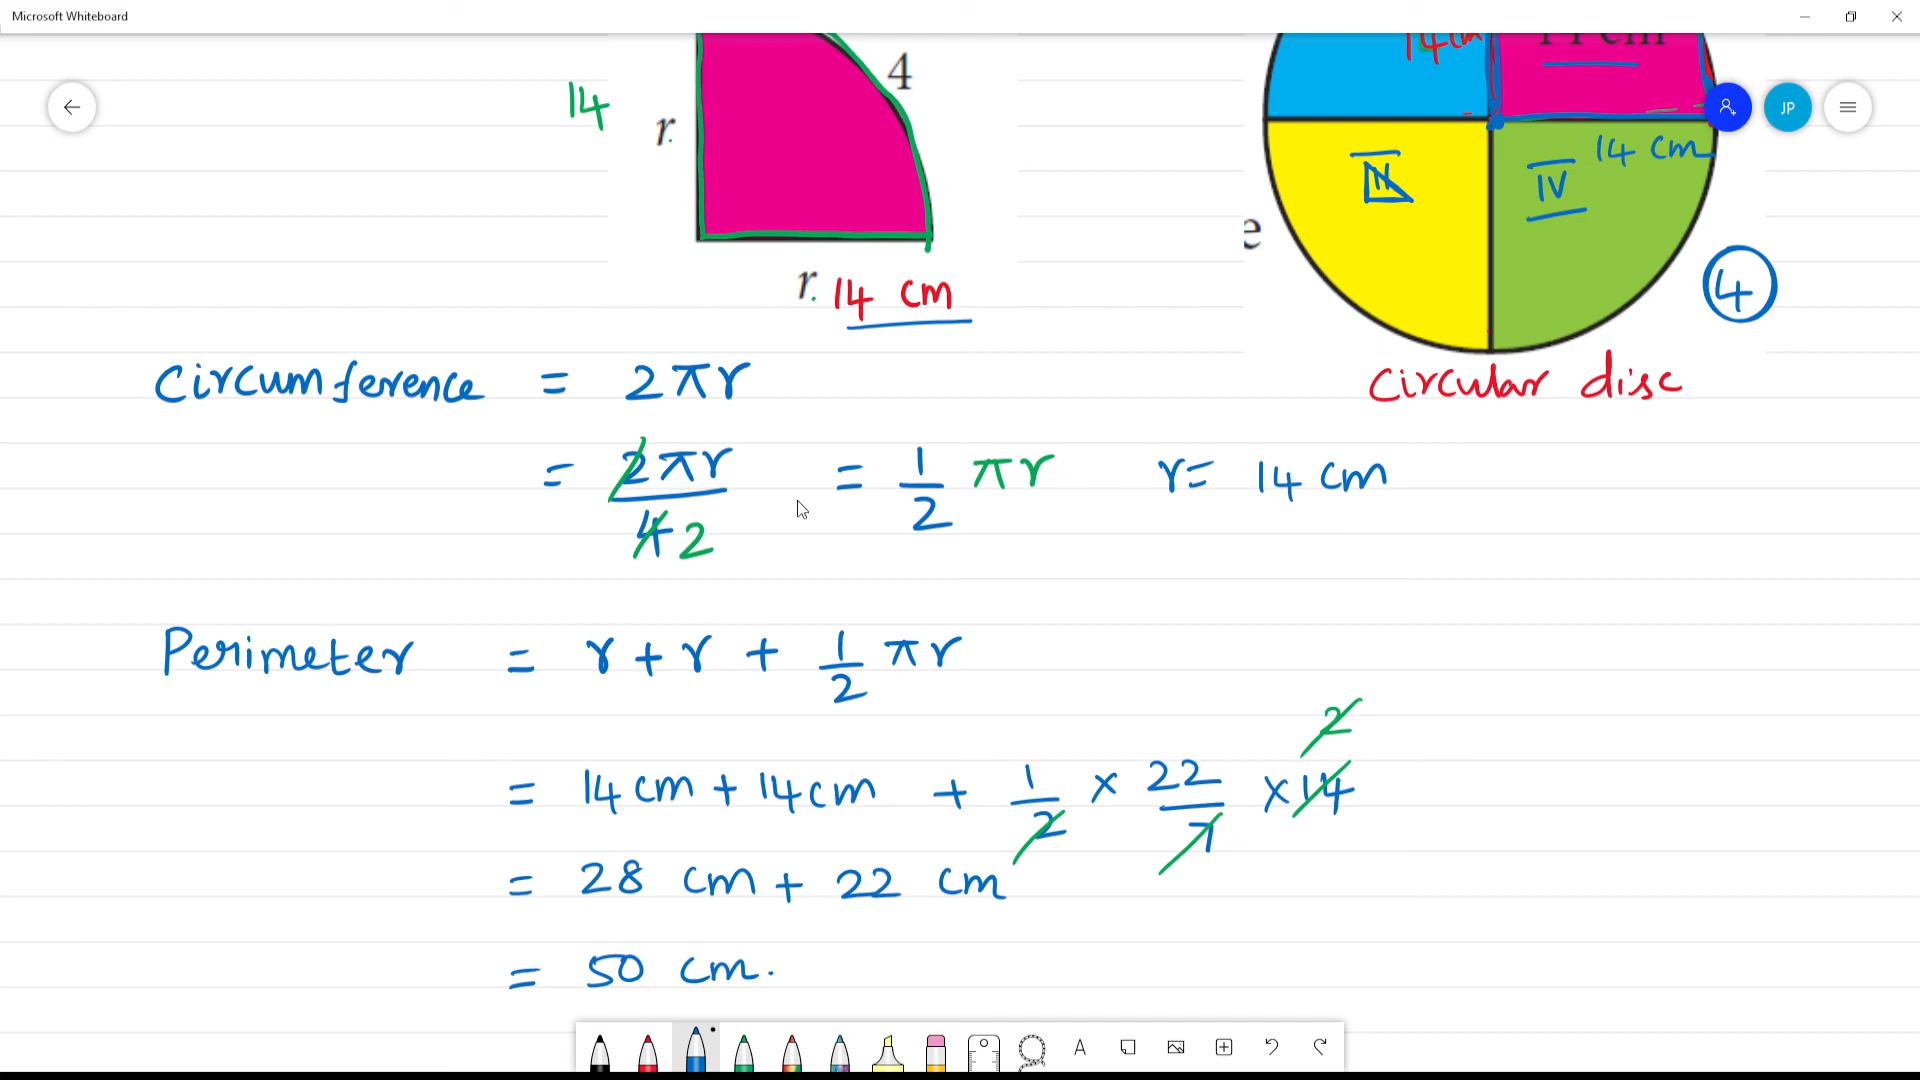 Microsoft Whiteboard
14 cm
4
14
r.
JP
14 cm
IV
e
r. 14 cm
4
Circumference = 2πr
Circular disc
= 2πr / 4 2 = 1/2 πr r= 14 cm
Perimeter = r + r + 1/2 πr
2
= 14 cm + 14 cm + 1/2 × 22/7 × 14
= 28 cm + 22 cm
= 50 cm.
A